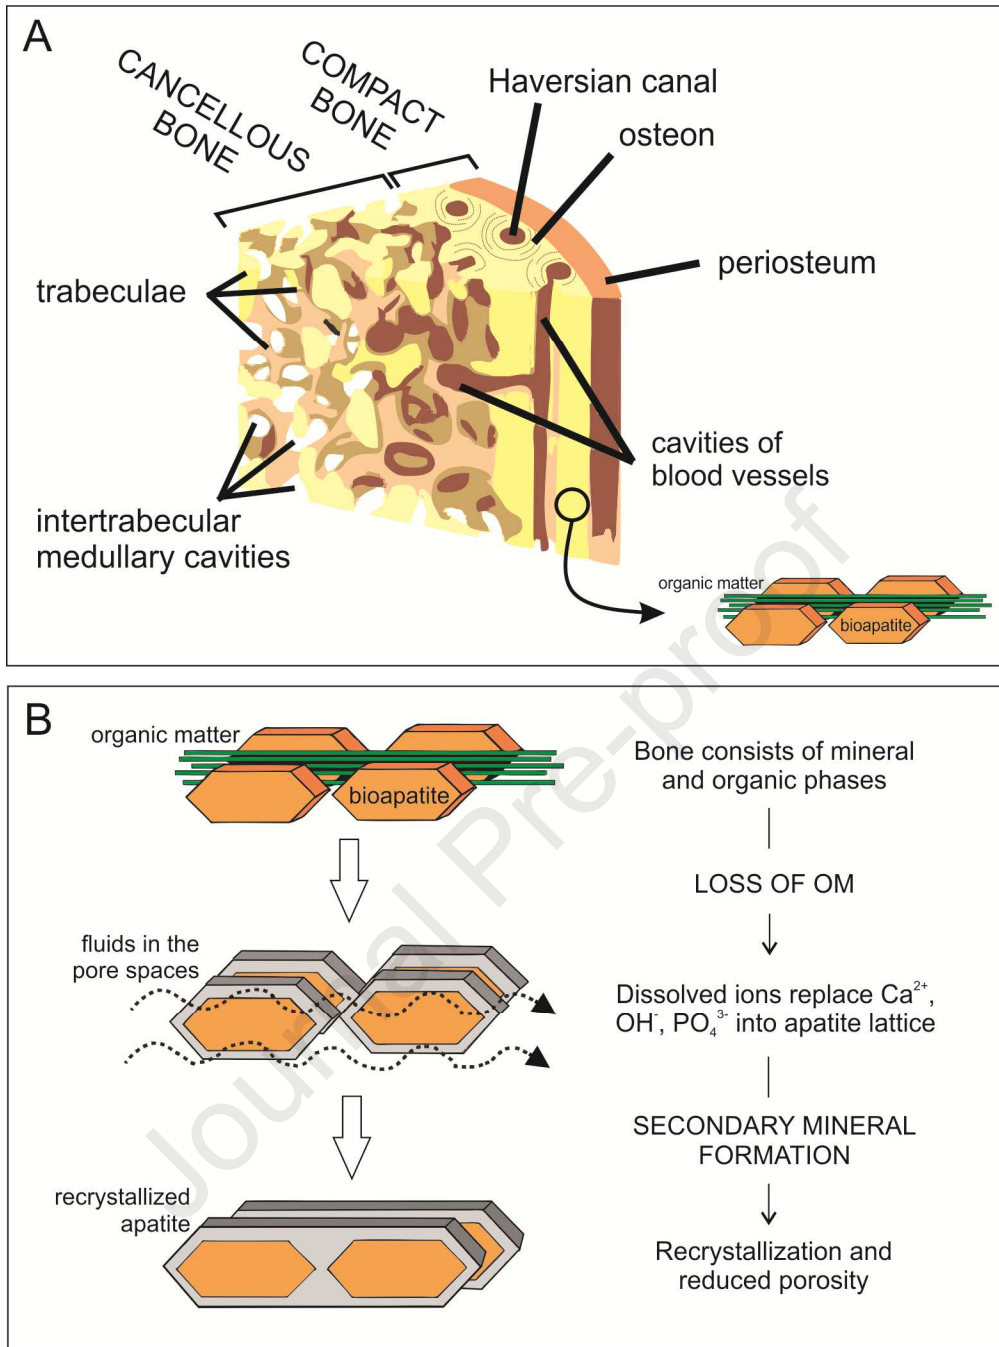 A
CANCELLOUS
BONE
COMPACT
BONE
Haversian canal
osteon
periosteum
trabeculae
cavities of
blood vessels
intertrabecular
medullary cavities
organic matter
bioapatite
B
organic matter
bioapatite
Bone consists of mineral
and organic phases
LOSS OF OM
fluids in the
pore spaces
Dissolved ions replace Ca²⁺,
OH⁻, PO₄³⁻ into apatite lattice
SECONDARY MINERAL
FORMATION
recrystallized
apatite
Recrystallization and
reduced porosity
Journal Pre-proof